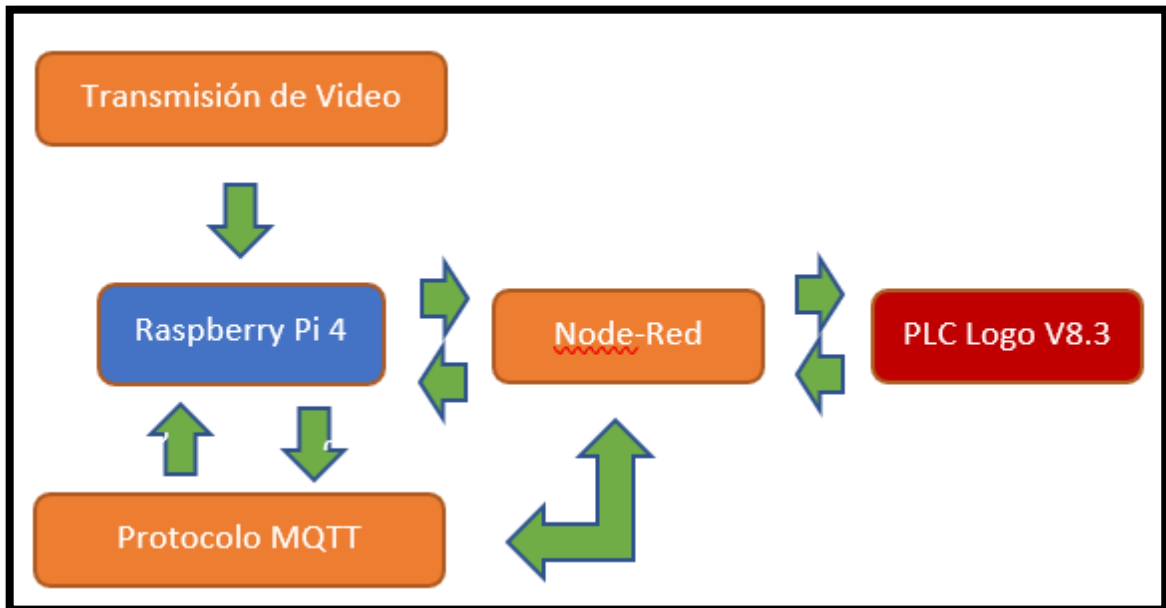 Transmisión de Video
Raspberry Pi 4
Node-Red
PLC Logo V8.3
Protocolo MQTT